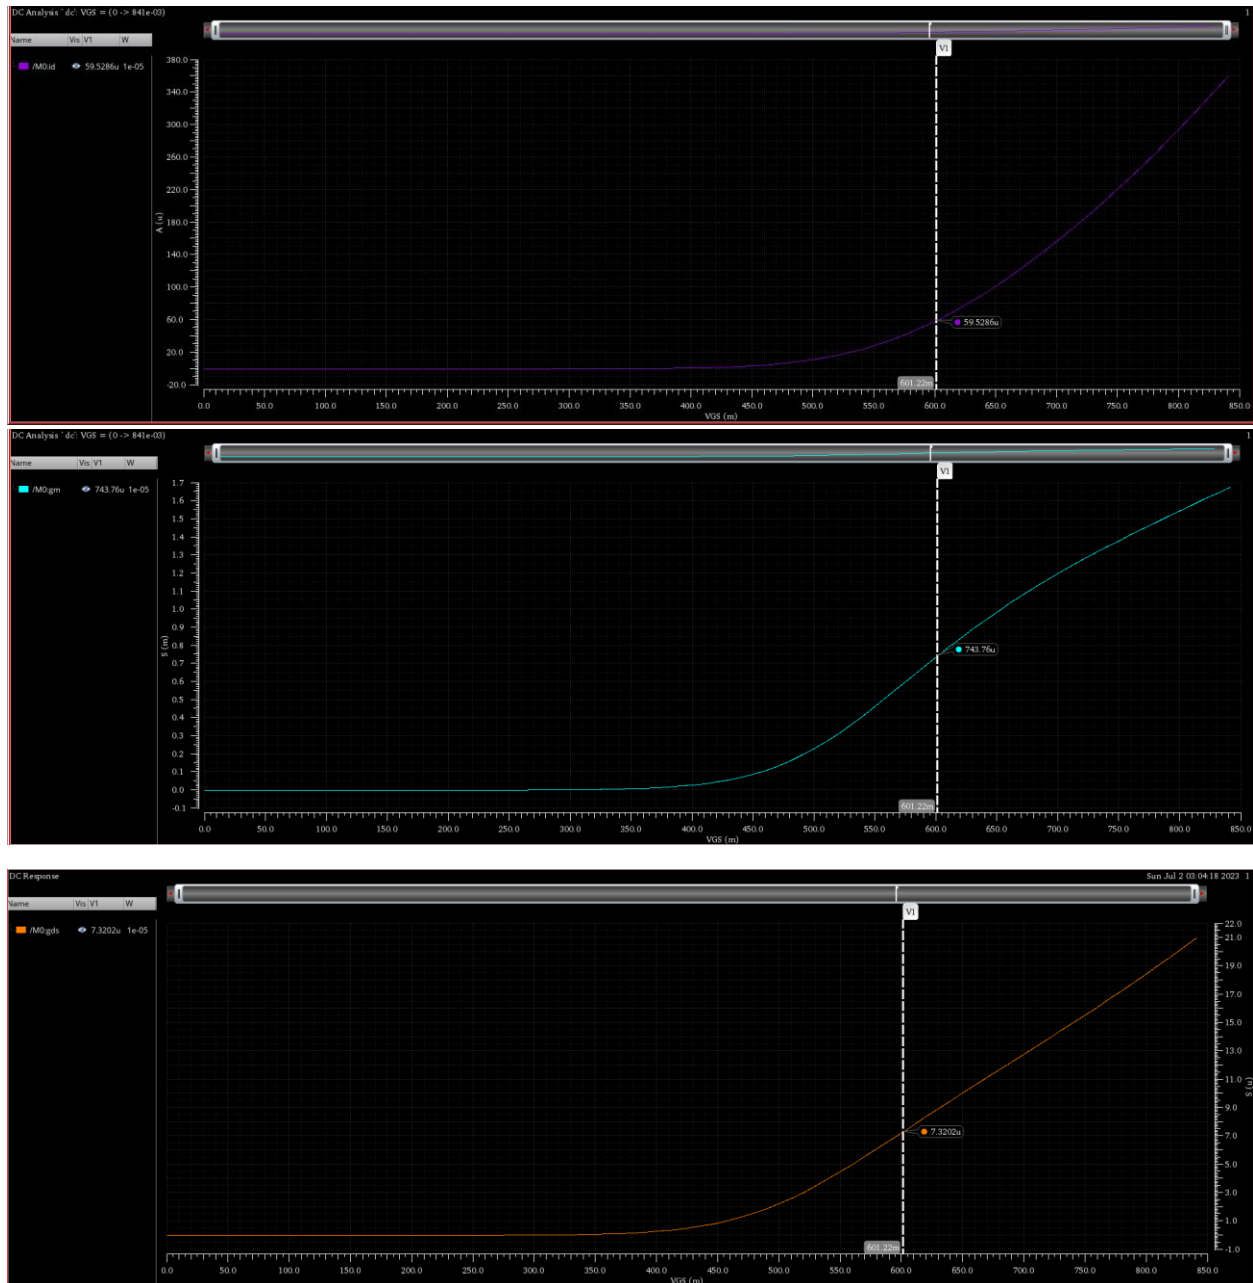 DC Analysis `dc': VGS = (0 -> 841e-03) 1
Name Vis V1 W
V1
/M0:id 59.5286u 1e-05
380.0
340.0
300.0
260.0
220.0
180.0
140.0
100.0
60.0
20.0
-20.0
A (u)
59.5286u
601.22m
0.0 50.0 100.0 150.0 200.0 250.0 300.0 350.0 400.0 450.0 500.0 550.0 600.0 650.0 700.0 750.0 800.0 850.0
VGS (m)
DC Analysis `dc': VGS = (0 -> 841e-03) 1
Name Vis V1 W
V1
/M0:gm 743.76u 1e-05
1.7
1.6
1.5
1.4
1.3
1.2
1.1
1.0
0.9
0.8
0.7
0.6
0.5
0.4
0.3
0.2
0.1
0.0
-0.1
S (m)
743.76u
601.22m
0.0 50.0 100.0 150.0 200.0 250.0 300.0 350.0 400.0 450.0 500.0 550.0 600.0 650.0 700.0 750.0 800.0 850.0
VGS (m)
DC Response Sun Jul 2 03:04:18 2023 1
Name Vis V1 W
V1
/M0:gds 7.3202u 1e-05
22.0
21.0
19.0
17.0
15.0
13.0
11.0
9.0
7.0
5.0
3.0
1.0
-1.0
S (u)
7.3202u
601.22m
0.0 50.0 100.0 150.0 200.0 250.0 300.0 350.0 400.0 450.0 500.0 550.0 600.0 650.0 700.0 750.0 800.0 850.0
VGS (m)